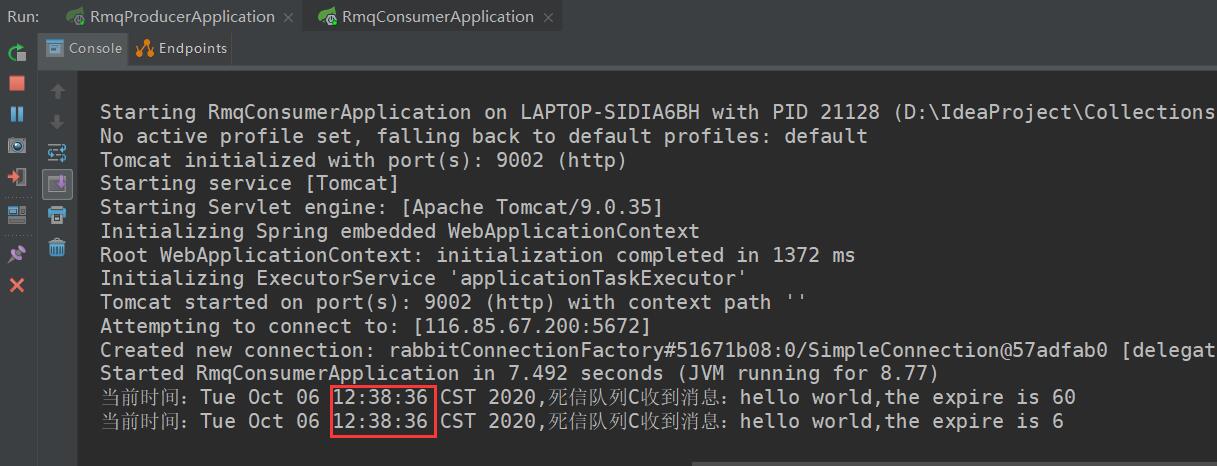 Run: RmqProducerApplication × RmqConsumerApplication ×
Console Endpoints
Starting RmqConsumerApplication on LAPTOP-SIDIA6BH with PID 21128 (D:\IdeaProject\Collections
No active profile set, falling back to default profiles: default
Tomcat initialized with port(s): 9002 (http)
Starting service [Tomcat]
Starting Servlet engine: [Apache Tomcat/9.0.35]
Initializing Spring embedded WebApplicationContext
Root WebApplicationContext: initialization completed in 1372 ms
Initializing ExecutorService 'applicationTaskExecutor'
Tomcat started on port(s): 9002 (http) with context path ''
Attempting to connect to: [116.85.67.200:5672]
Created new connection: rabbitConnectionFactory#51671b08:0/SimpleConnection@57adfab0 [delegat
Started RmqConsumerApplication in 7.492 seconds (JVM running for 8.77)
当前时间：Tue Oct 06 12:38:36 CST 2020,死信队列C收到消息：hello world,the expire is 60
当前时间：Tue Oct 06 12:38:36 CST 2020,死信队列C收到消息：hello world,the expire is 6